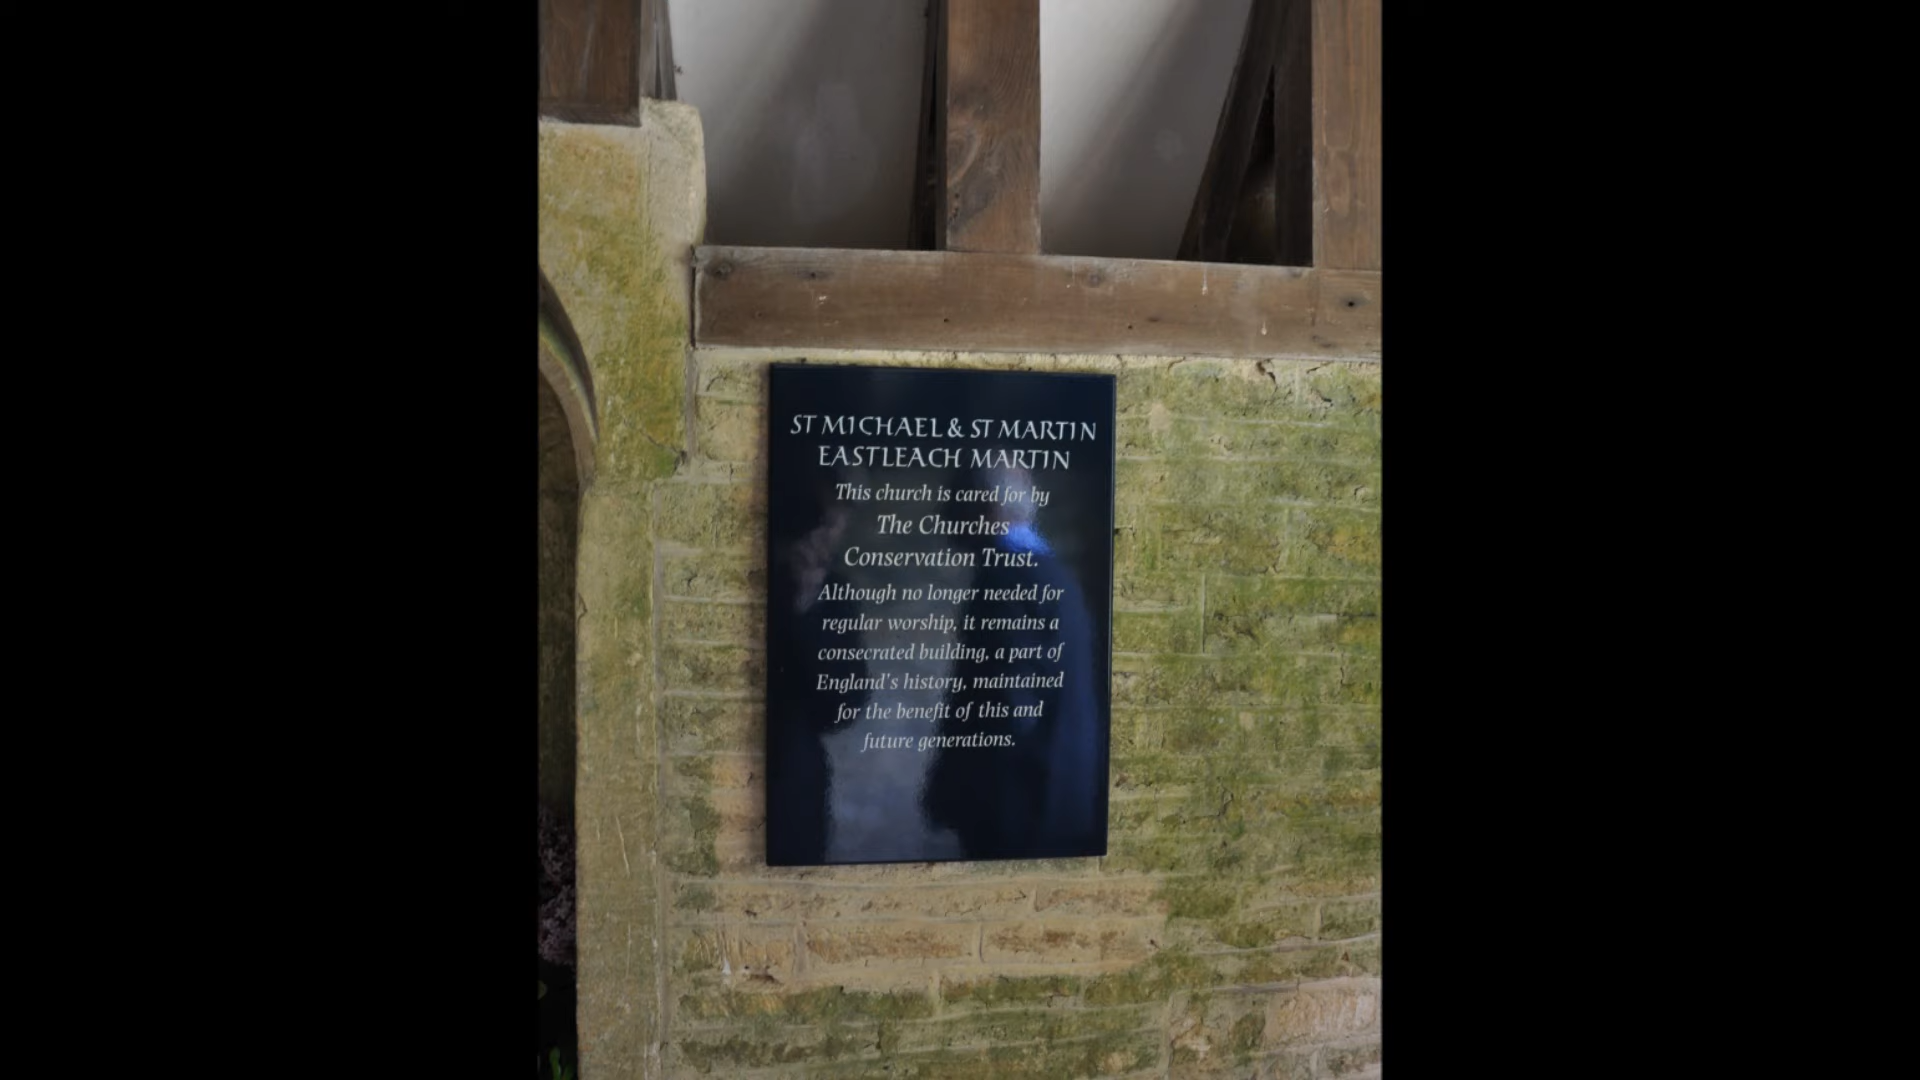 ST MICHAEL & ST MARTIN
EASTLEACH MARTIN
This church is cared for by
The Churches
Conservation Trust.
Although no longer needed for
regular worship, it remains a
consecrated building, a part of
England's history, maintained
for the benefit of this and
future generations.